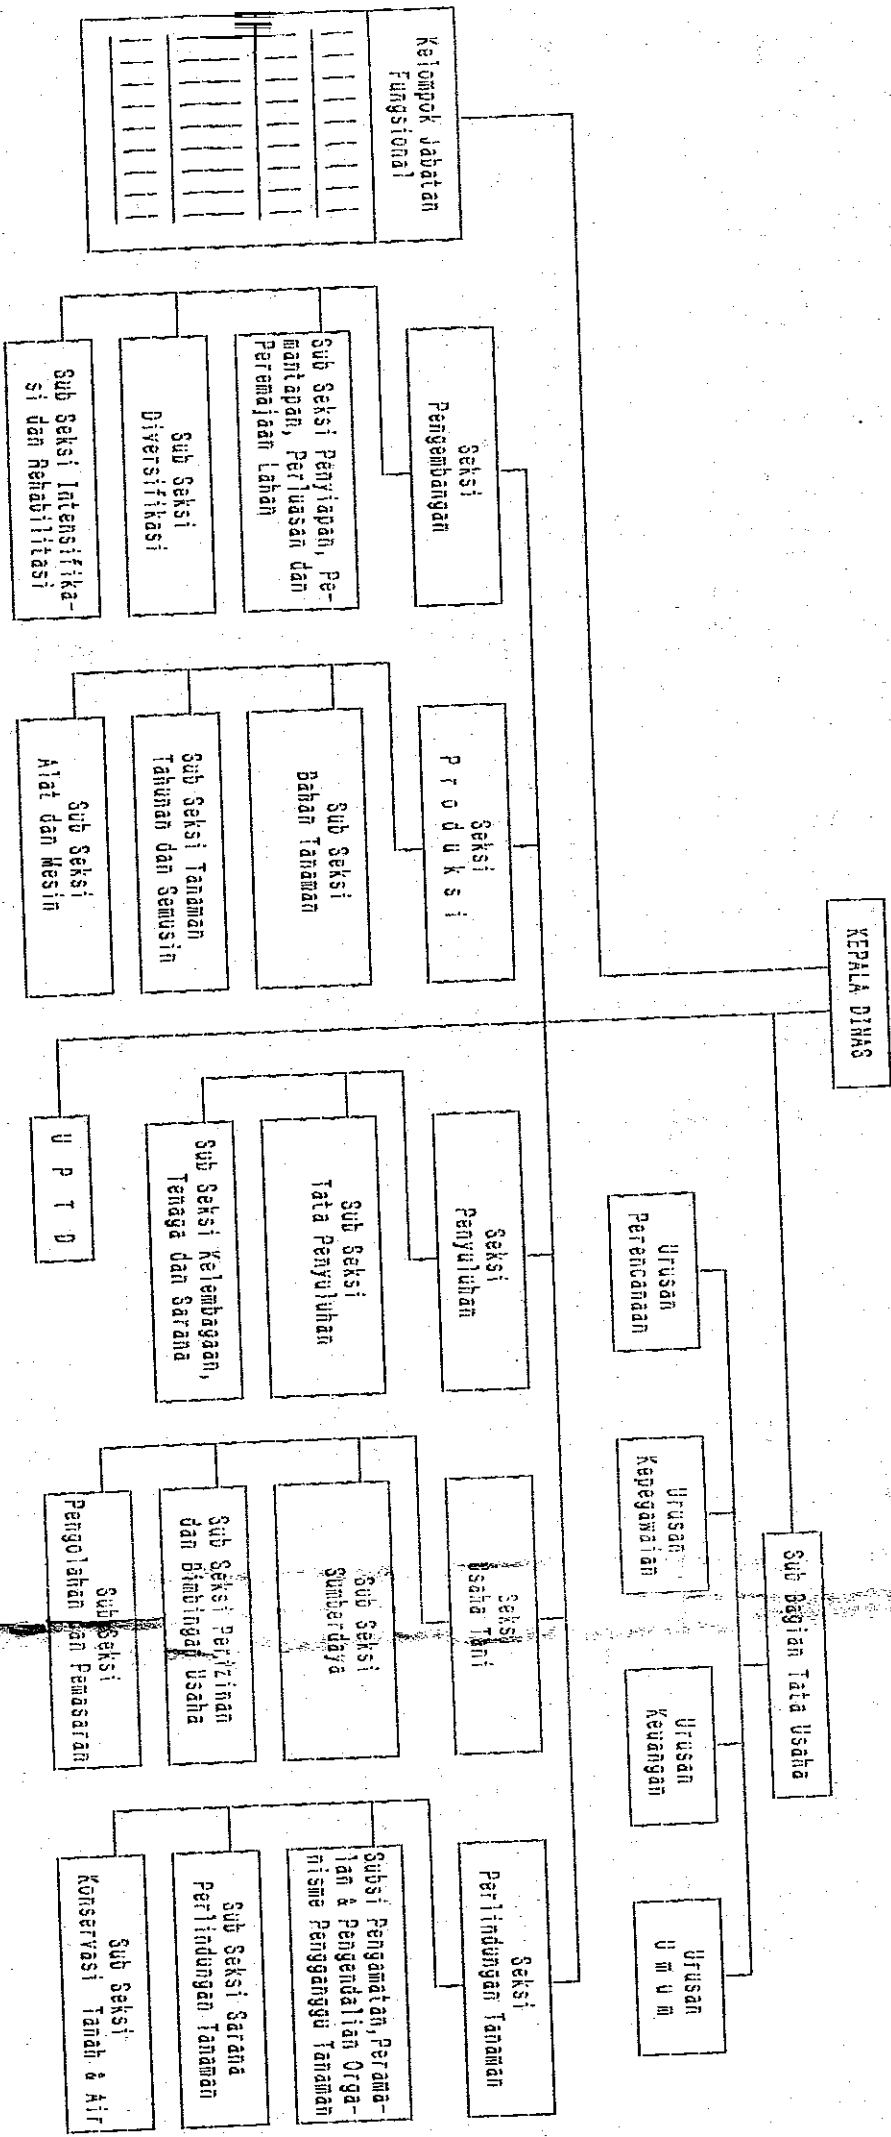 KEPALA DINAS
Sub Bagian Tata Usaha
Urusan
Perencanaan
Urusan
Kepegawaian
Urusan
Keuangan
Urusan
U m u m
Kelompok Jabatan
Fungsional
Seksi
Pengembangan
Sub Seksi Penyiapan, Pe-
mantapan, Perluasan dan
Peremajaan Lahan
Sub Seksi
Diversifikasi
Sub Seksi Intensifika-
si dan Rehabilitasi
Seksi
P r o d u k s i
Sub Seksi
Bahan Tanaman
Sub Seksi Tanaman
Tahunan dan Semusin
Sub Seksi
Alat dan Mesin
Seksi
Penyuluhan
Sub Seksi
Tata Penyuluhan
Sub Seksi Kelembagaan,
Tenaga dan Sarana
U P T D
Seksi
Usaha Tani
Sub Seksi
Sumberdaya
Sub Seksi Perizinan
dan Bimbingan Usaha
Sub Seksi
Pengolahan dan Pemasaran
Seksi
Perlindungan Tanaman
Subsi Pengamatan,Perama-
lan & Pengendalian Orga-
nisme Pengganggu Tanaman
Sub Seksi Sarana
Perlindungan Tanaman
Sub Seksi
Konservasi Tanah & Air